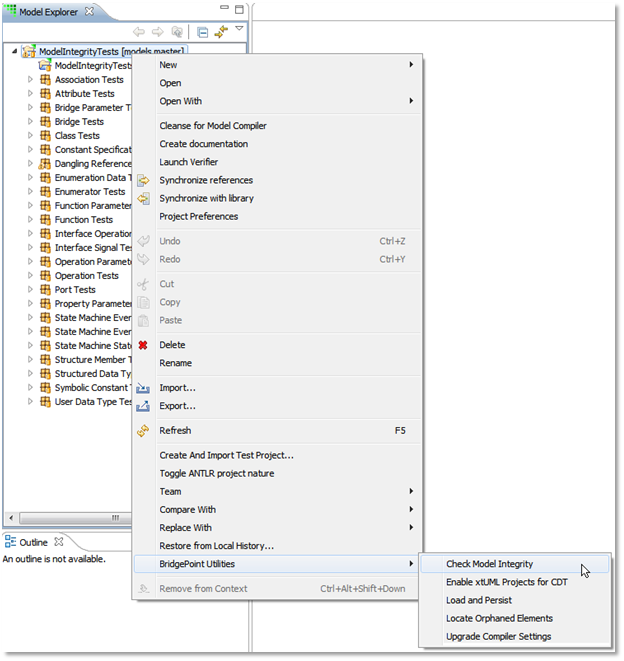 Model Explorer
ModelIntegrityTests [models master]
ModelIntegrityTests
Association Tests
Attribute Tests
Bridge Parameter T
Bridge Tests
Class Tests
Constant Specificat
Dangling Reference
Enumeration Data T
Enumerator Tests
Function Parameter
Function Tests
Interface Operation
Interface Signal Tes
Operation Paramete
Operation Tests
Port Tests
Property Parameter
State Machine Even
State Machine State
Structure Member T
Structured Data Ty
Symbolic Constant T
User Data Type Tes
New
Open
Open With
Cleanse for Model Compiler
Create documentation
Launch Verifier
Synchronize references
Synchronize with library
Project Preferences
Undo Ctrl+Z
Redo Ctrl+Y
Cut
Copy
Paste
Delete
Rename
Import...
Export...
Refresh F5
Create And Import Test Project...
Toggle ANTLR project nature
Team
Compare With
Replace With
Restore from Local History...
BridgePoint Utilities
Remove from Context Ctrl+Alt+Shift+Down
Check Model Integrity
Enable xtUML Projects for CDT
Load and Persist
Locate Orphaned Elements
Upgrade Compiler Settings
Outline
An outline is not available.